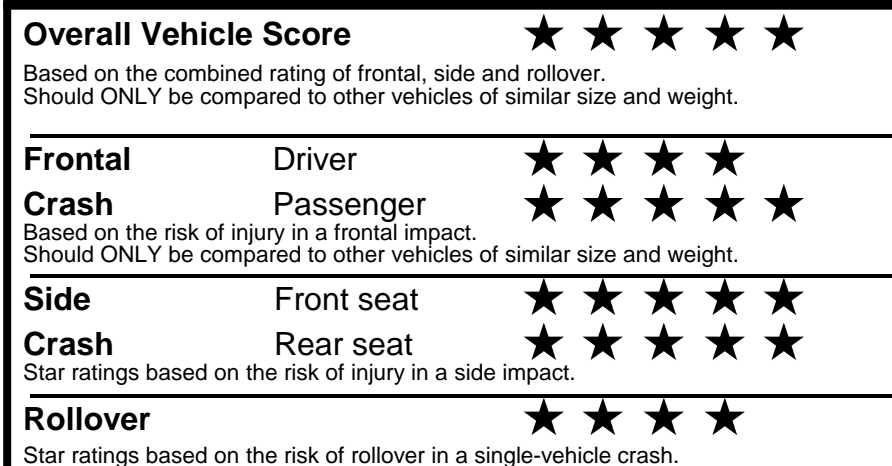 Overall Vehicle Score ★ ★ ★ ★ ★
Based on the combined rating of frontal, side and rollover.
Should ONLY be compared to other vehicles of similar size and weight.
Frontal Driver ★ ★ ★ ★
Crash Passenger ★ ★ ★ ★ ★
Based on the risk of injury in a frontal impact.
Should ONLY be compared to other vehicles of similar size and weight.
Side Front seat ★ ★ ★ ★ ★
Crash Rear seat ★ ★ ★ ★ ★
Star ratings based on the risk of injury in a side impact.
Rollover ★ ★ ★ ★
Star ratings based on the risk of rollover in a single-vehicle crash.